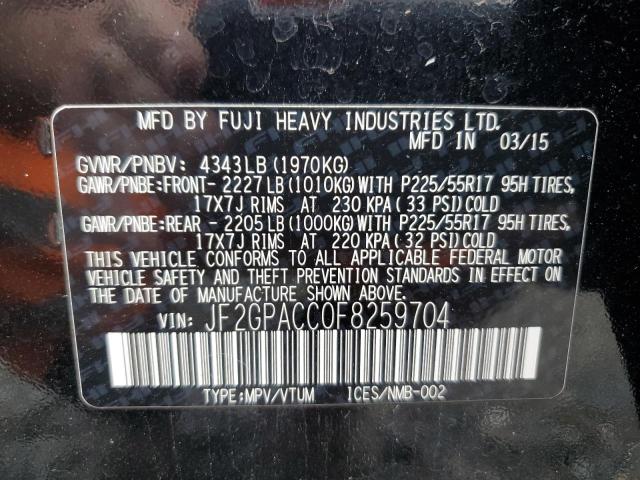 MFD BY FUJI HEAVY INDUSTRIES LTD.
MFD IN 03/15
GVWR/PNBV: 4343LB (1970KG)
GAWR/PNBE:FRONT- 2227LB (1010KG) WITH P225/55R17 95H TIRES,
17X7J RIMS AT 230 KPA (33 PSI) COLD
GAWR/PNBE:REAR - 2205LB (1000KG) WITH P225/55R17 95H TIRES,
17X7J RIMS AT 220 KPA (32 PSI) COLD
THIS VEHICLE CONFORMS TO ALL APPLICABLE FEDERAL MOTOR
VEHICLE SAFETY AND THEFT PREVENTION STANDARDS IN EFFECT ON
THE DATE OF MANUFACTURE SHOWN ABOVE.
VIN: JF2GPACC0F8259704
TYPE:MPV/VTUM ICES/NMB-002